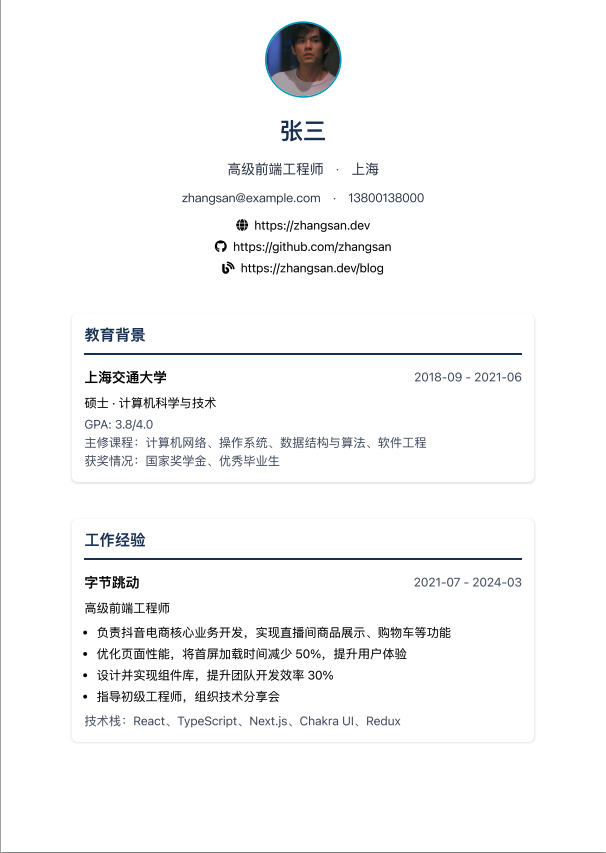 张三
高级前端工程师 · 上海
zhangsan@example.com · 13800138000
https://zhangsan.dev
https://github.com/zhangsan
https://zhangsan.dev/blog
教育背景
上海交通大学 2018-09 - 2021-06
硕士 · 计算机科学与技术
GPA: 3.8/4.0
主修课程：计算机网络、操作系统、数据结构与算法、软件工程
获奖情况：国家奖学金、优秀毕业生
工作经验
字节跳动 2021-07 - 2024-03
高级前端工程师
• 负责抖音电商核心业务开发，实现直播间商品展示、购物车等功能
• 优化页面性能，将首屏加载时间减少 50%，提升用户体验
• 设计并实现组件库，提升团队开发效率 30%
• 指导初级工程师，组织技术分享会
技术栈：React、TypeScript、Next.js、Chakra UI、Redux